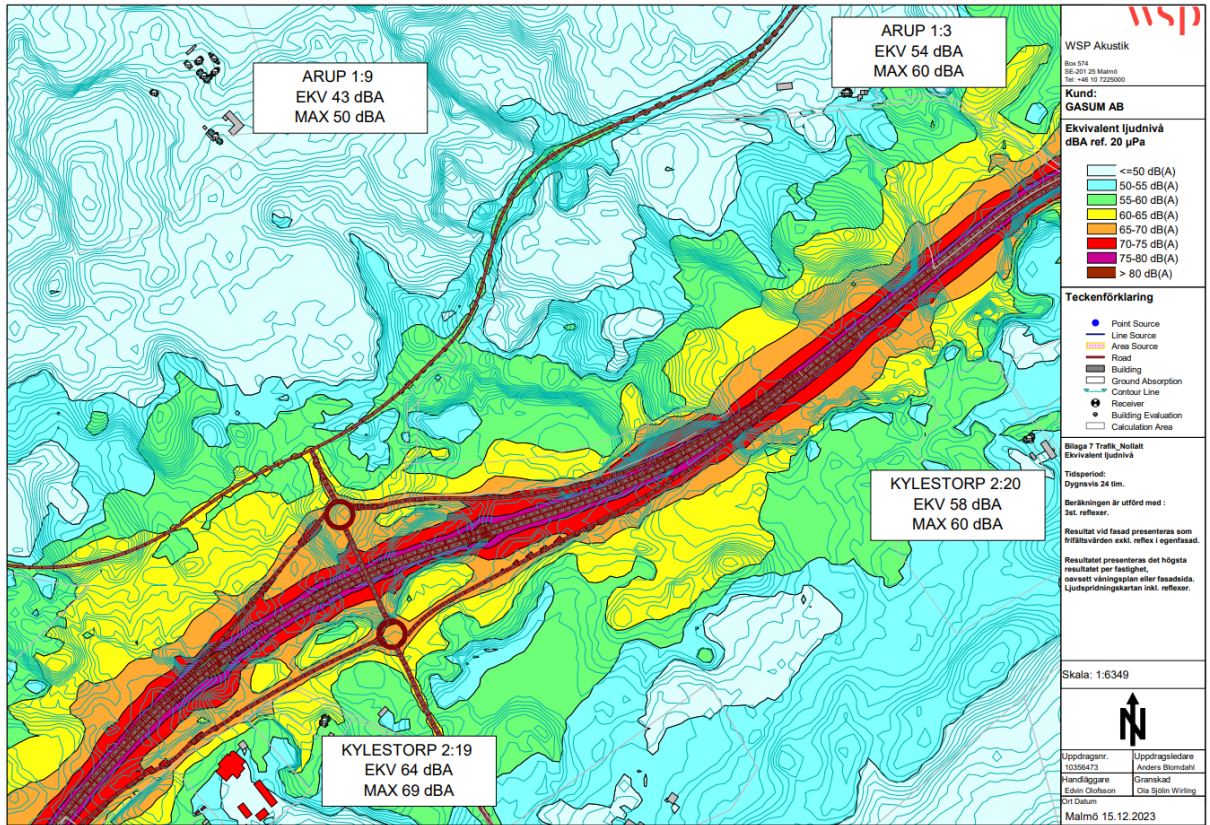 ARUP 1:9
EKV 43 dBA
MAX 50 dBA
ARUP 1:3
EKV 54 dBA
MAX 60 dBA
KYLESTORP 2:20
EKV 58 dBA
MAX 60 dBA
KYLESTORP 2:19
EKV 64 dBA
MAX 69 dBA
wsp
WSP Akustik
Box 574
SE-201 25 Malmö
Tel: +46 10 7225000
Kund:
GASUM AB
Ekvivalent ljudnivå
dBA ref. 20 µPa
<=50 dB(A)
50-55 dB(A)
55-60 dB(A)
60-65 dB(A)
65-70 dB(A)
70-75 dB(A)
75-80 dB(A)
> 80 dB(A)
Teckenförklaring
Point Source
Line Source
Area Source
Road
Building
Ground Absorption
Contour Line
Receiver
Building Evaluation
Calculation Area
Bilaga 7 Trafik_Nollalt
Ekvivalent ljudnivå
Tidsperiod:
Dygnsvis 24 tim.
Beräkningen är utförd med :
3st. reflexer.
Resultat vid fasad presenteras som
frifältsvärden exkl. reflex i egenfasad.
Resultatet presenteras det högsta
resultatet per fastighet,
oavsett våningsplan eller fasadsida.
Ljudspridningskartan inkl. reflexer.
Skala: 1:6349
N
Uppdragsnr.
10356473
Uppdragsledare
Anders Blomdahl
Handläggare
Edvin Olofsson
Granskad
Ola Sjölin Wirling
Ort Datum
Malmö 15.12.2023